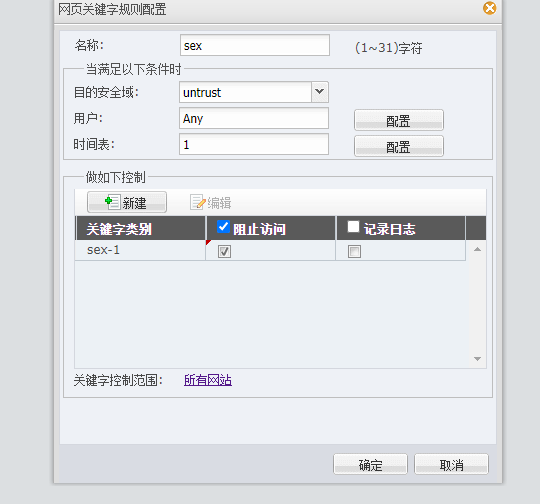 网页关键字规则配置
名称: sex (1~31)字符
当满足以下条件时
目的安全域: untrust
用户: Any 配置
时间表: 1 配置
做如下控制
新建 编辑
关键字类别 阻止访问 记录日志
sex-1
关键字控制范围: 所有网站
确定 取消